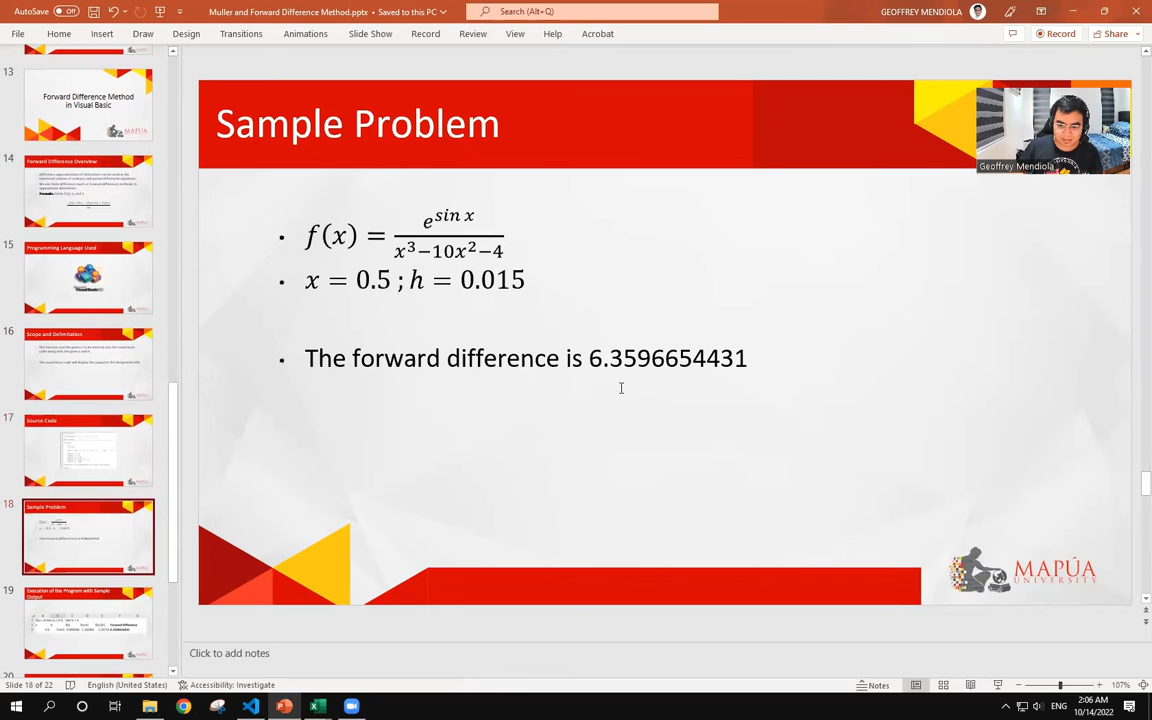 AutoSave Off
Muller and Forward Difference Method.pptx • Saved to this PC
Search (Alt+Q)
GEOFFREY MENDIOLA
File Home Insert Draw Design Transitions Animations Slide Show Record Review View Help Acrobat
Record Share
13
Forward Difference Method
in Visual Basic
MAPÚA
14
Forward Difference Overview
15
Programming Language Used
16
Scope and Delimitation
17
Source Code
18
Sample Problem
19
Execution of the Program with Sample
Output
20
Sample Problem
Geoffrey Mendiola
• f(x) = e^{sin x}/(x³−10x²−4)
• x = 0.5 ; h = 0.015
• The forward difference is 6.3596654431
MAPÚA
UNIVERSITY
Click to add notes
Slide 18 of 22 English (United States) Accessibility: Investigate Notes 107%
ENG
2:06 AM
10/14/2022